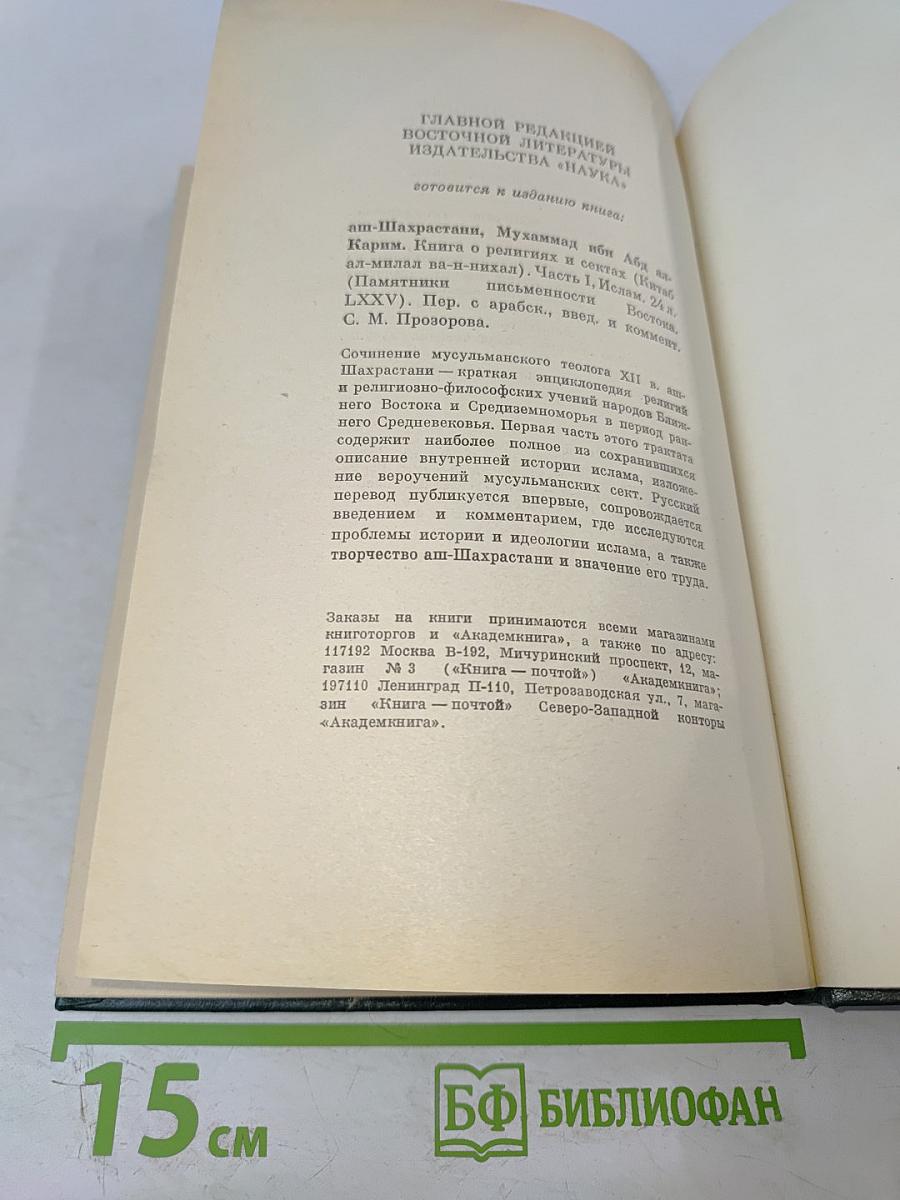 ГЛАВНОЙ РЕДАКЦИЕЙ
ВОСТОЧНОЙ ЛИТЕРАТУРЫ
ИЗДАТЕЛЬСТВА «НАУКА»
готовится к изданию книга:
аш-Шахрастани, Мухаммад ибн Абд ал-
Карим. Книга о религиях и сектах (Китаб
ал-милал ва-н-нихал). Часть I, Ислам. 24 л.
(Памятники письменности Востока,
LXXV). Пер. с арабск., введ. и коммент.
С. М. Прозорова.
Сочинение мусульманского теолога XII в. аш-
Шахрастани — краткая энциклопедия религий
и религиозно-философских учений народов Ближ-
него Востока и Средиземноморья в период ран-
него Средневековья. Первая часть этого трактата
содержит наиболее полное из сохранившихся
описание внутренней истории ислама, изложе-
ние вероучений мусульманских сект. Русский
перевод публикуется впервые, сопровождается
введением и комментарием, где исследуются
проблемы истории и идеологии ислама, а также
творчество аш-Шахрастани и значение его труда.
Заказы на книги принимаются всеми магазинами
книготоргов и «Академкнига», а также по адресу:
117192 Москва В-192, Мичуринский проспект, 12, ма-
газин № 3 («Книга — почтой») «Академкнига»;
197110 Ленинград П-110, Петрозаводская ул., 7, мага-
зин «Книга — почтой» Северо-Западной конторы
«Академкнига».
15 см
БФ БИБЛИОФАН